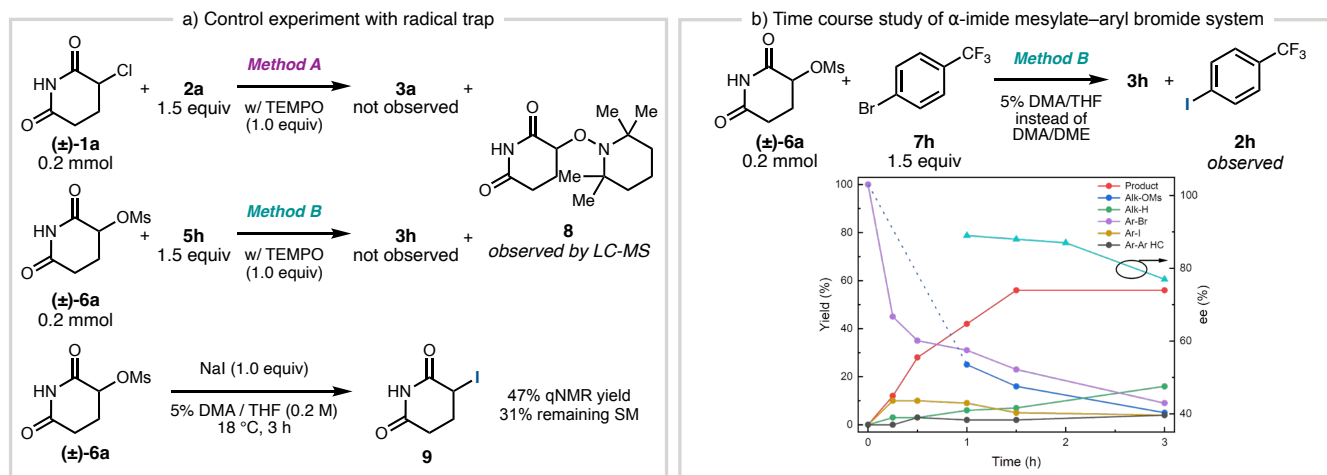 a) Control experiment with radical trap
O
HN
Cl
O
(±)-1a
0.2 mmol
+
2a
1.5 equiv
Method A
w/ TEMPO
(1.0 equiv)
3a
not observed
+
O
HN
OMs
O
(±)-6a
0.2 mmol
+
5h
1.5 equiv
Method B
w/ TEMPO
(1.0 equiv)
3h
not observed
+
Me Me
O
O
N
HN
O
Me
Me
8
observed by LC-MS
O
HN
OMs
O
(±)-6a
NaI (1.0 equiv)
5% DMA / THF (0.2 M)
18 °C, 3 h
O
HN
I
O
9
47% qNMR yield
31% remaining SM
b) Time course study of α-imide mesylate–aryl bromide system
O
HN
OMs
O
(±)-6a
0.2 mmol
+
CF3
Br
7h
1.5 equiv
Method B
5% DMA/THF
instead of
DMA/DME
3h
+
CF3
I
2h
observed
Product
Alk-OMs
Alk-H
Ar-Br
Ar-I
Ar-Ar HC
Yield (%)
100
80
60
40
20
0
ee (%)
100
80
60
40
0 1 2 3
Time (h)